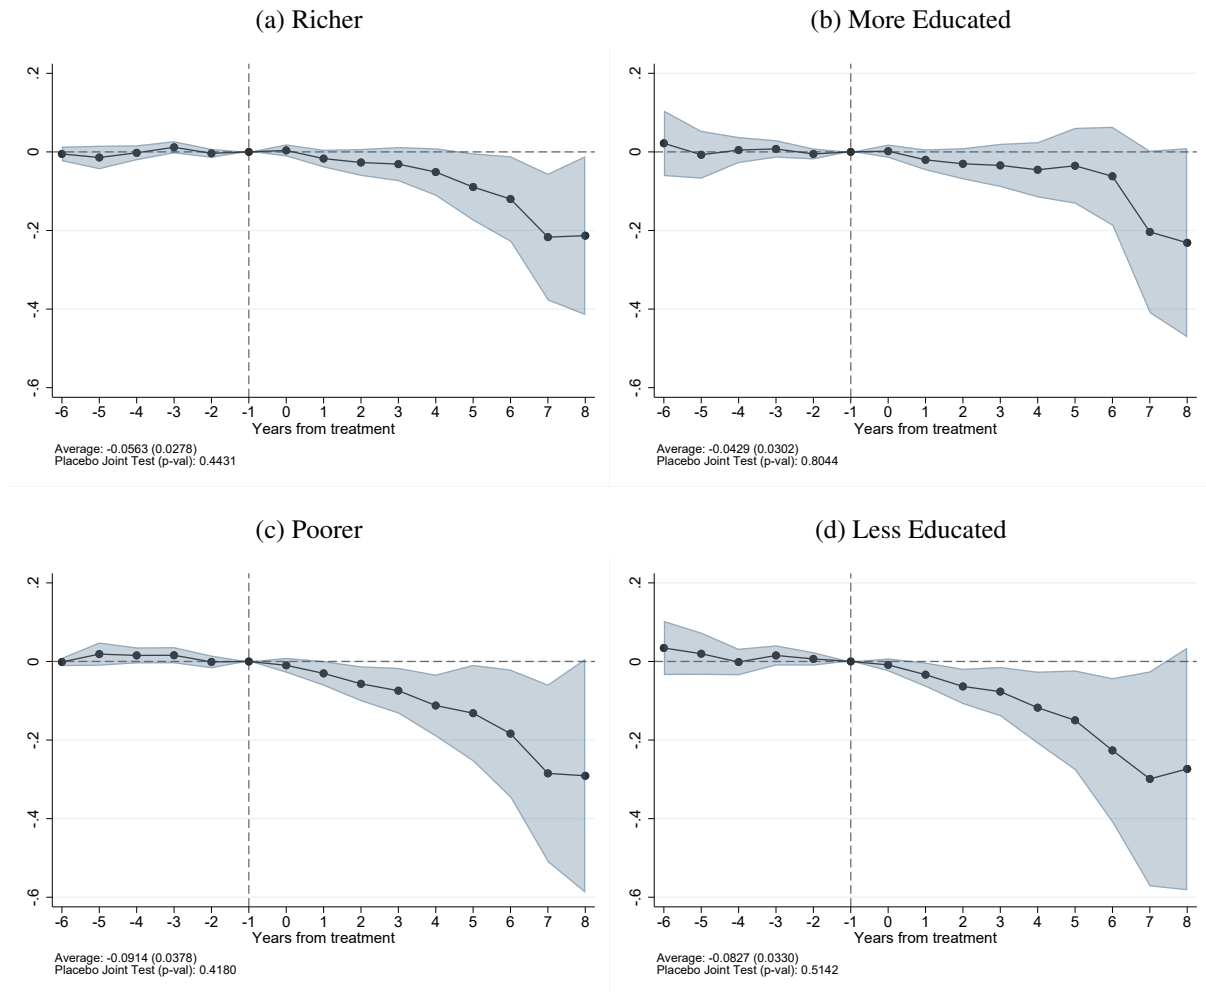 (a) Richer
.2
0
-.2
-.4
-.6
-6 -5 -4 -3 -2 -1 0 1 2 3 4 5 6 7 8
Years from treatment
Average: -0.0563 (0.0278)
Placebo Joint Test (p-val): 0.4431
(b) More Educated
.2
0
-.2
-.4
-.6
-6 -5 -4 -3 -2 -1 0 1 2 3 4 5 6 7 8
Years from treatment
Average: -0.0429 (0.0302)
Placebo Joint Test (p-val): 0.8044
(c) Poorer
.2
0
-.2
-.4
-.6
-6 -5 -4 -3 -2 -1 0 1 2 3 4 5 6 7 8
Years from treatment
Average: -0.0914 (0.0378)
Placebo Joint Test (p-val): 0.4180
(d) Less Educated
.2
0
-.2
-.4
-.6
-6 -5 -4 -3 -2 -1 0 1 2 3 4 5 6 7 8
Years from treatment
Average: -0.0827 (0.0330)
Placebo Joint Test (p-val): 0.5142